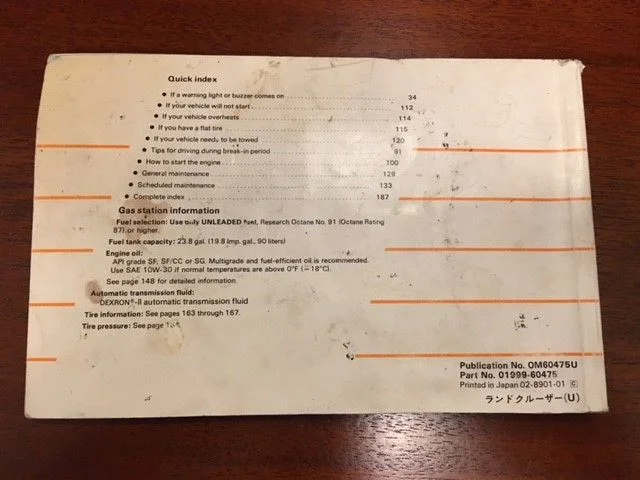 Quick index
• If a warning light or buzzer comes on 34
• If your vehicle will not start 112
• If your vehicle overheats 114
• If you have a flat tire 115
• If your vehicle needs to be towed 120
• Tips for driving during break-in period 91
• How to start the engine 100
• General maintenance 129
• Scheduled maintenance 133
• Complete index 187
Gas station information
Fuel selection: Use only UNLEADED fuel, Research Octane No. 91 (Octane Rating
87) or higher.
Fuel tank capacity: 23.8 gal. (19.8 Imp. gal., 90 liters)
Engine oil:
API grade SF, SF/CC or SG. Multigrade and fuel-efficient oil is recommended.
Use SAE 10W-30 if normal temperatures are above 0°F (−18°C).
See page 148 for detailed information.
Automatic transmission fluid:
DEXRON®-II automatic transmission fluid
Tire information: See pages 163 through 167.
Tire pressure: See page
Publication No. OM60475U
Part No. 01999-60475
Printed in Japan 02-8901-01 Ⓒ
ランドクルーザー(U)